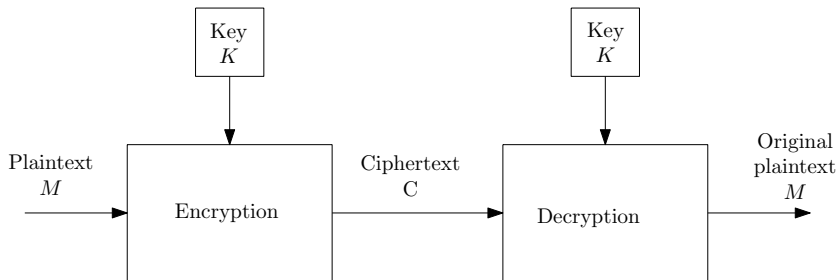 Key
K
Key
K
Plaintext
M
Encryption
Ciphertext
C
Decryption
Original
plaintext
M